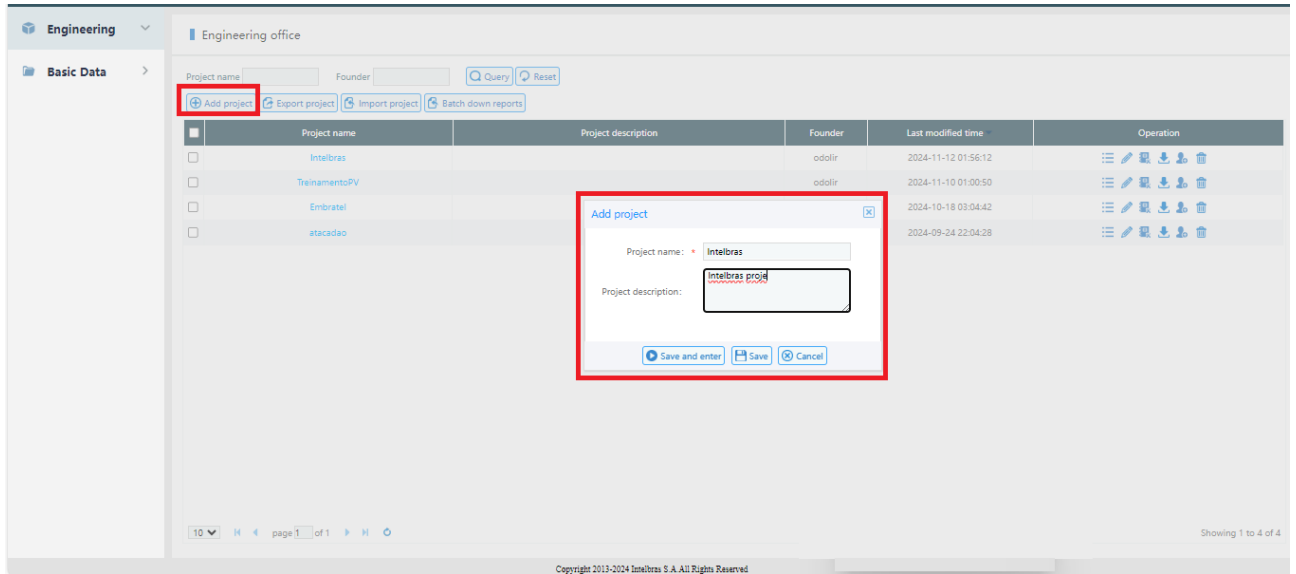 Engineering
Engineering office
Basic Data
Project name Founder Query Reset
Add project Export project Import project Batch down reports
Project name Project description Founder Last modified time Operation
Intelbras odolir 2024-11-12 01:56:12
TreinamentoPV odolir 2024-11-10 01:00:50
Embratel 2024-10-18 03:04:42
atacadao 2024-09-24 22:04:28
Add project
Project name: * Intelbras
Project description: Intelbras proje
Save and enter Save Cancel
10 page 1 of 1 Showing 1 to 4 of 4
Copyright 2013-2024 Intelbras S.A.All Rights Reserved